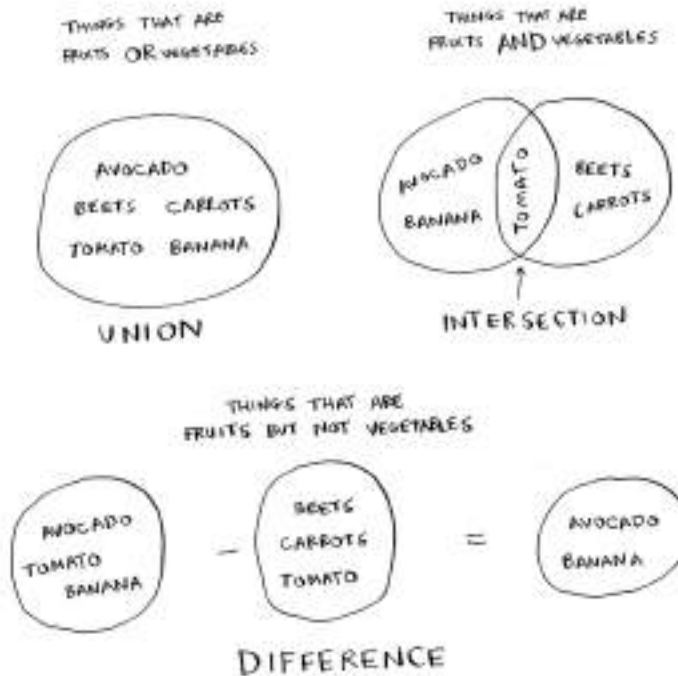 THINGS THAT ARE
FRUITS OR VEGETABLES
AVOCADO
BEETS CARROTS
TOMATO BANANA
UNION
THINGS THAT ARE
FRUITS AND VEGETABLES
AVOCADO
BANANA
TOMATO
BEETS
CARROTS
INTERSECTION
THINGS THAT ARE
FRUITS BUT NOT VEGETABLES
AVOCADO
TOMATO
BANANA
–
BEETS
CARROTS
TOMATO
=
AVOCADO
BANANA
DIFFERENCE